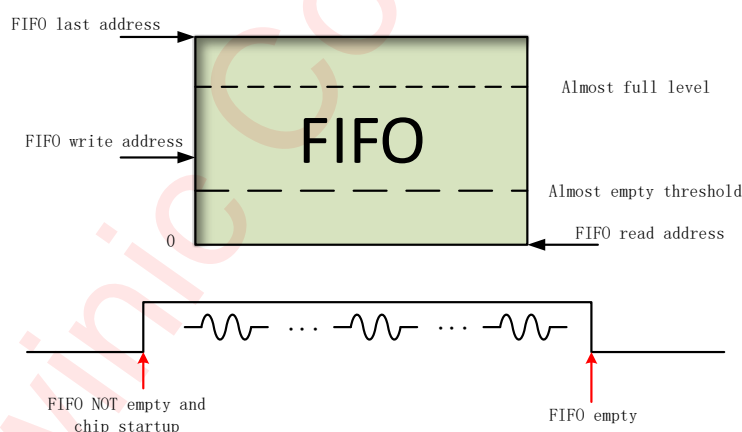 FIFO last address
Almost full level
FIFO
FIFO write address
Almost empty threshold
0
FIFO read address
... ...
FIFO NOT empty and
chip startup
FIFO empty